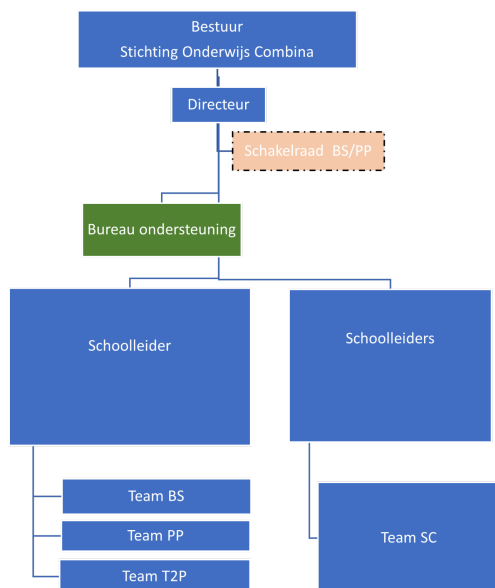 Bestuur
Stichting Onderwijs Combina
Directeur
Schakelraad BS/PP
Bureau ondersteuning
Schoolleider
Schoolleiders
Team BS
Team PP
Team SC
Team T2P